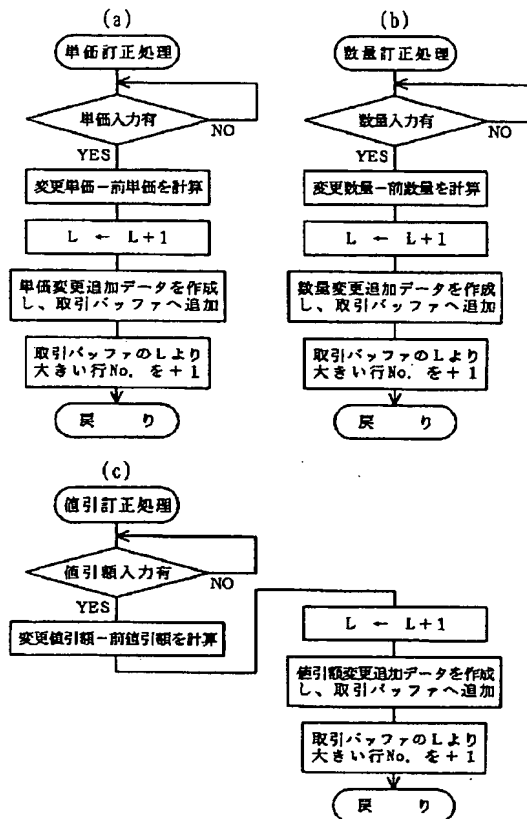 (a)
単価訂正処理
単価入力有
NO
YES
変更単価－前単価を計算
L ← L+1
単価変更追加データを作成
し、取引バッファへ追加
取引バッファのLより
大きい行No. を+1
戻 り
(b)
数量訂正処理
数量入力有
NO
YES
変更数量－前数量を計算
L ← L+1
数量変更追加データを作成
し、取引バッファへ追加
取引バッファのLより
大きい行No. を+1
戻 り
(c)
値引訂正処理
値引額入力有
NO
YES
変更値引額－前値引額を計算
L ← L+1
値引額変更追加データを作成
し、取引バッファへ追加
取引バッファのLより
大きい行No. を+1
戻 り